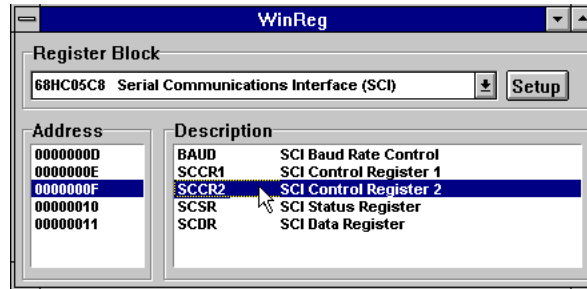 WinReg
Register Block
68HC05C8 Serial Communications Interface (SCI)
Setup
Address
Description
0000000D BAUD SCI Baud Rate Control
0000000E SCCR1 SCI Control Register 1
0000000F SCCR2 SCI Control Register 2
00000010 SCSR SCI Status Register
00000011 SCDR SCI Data Register